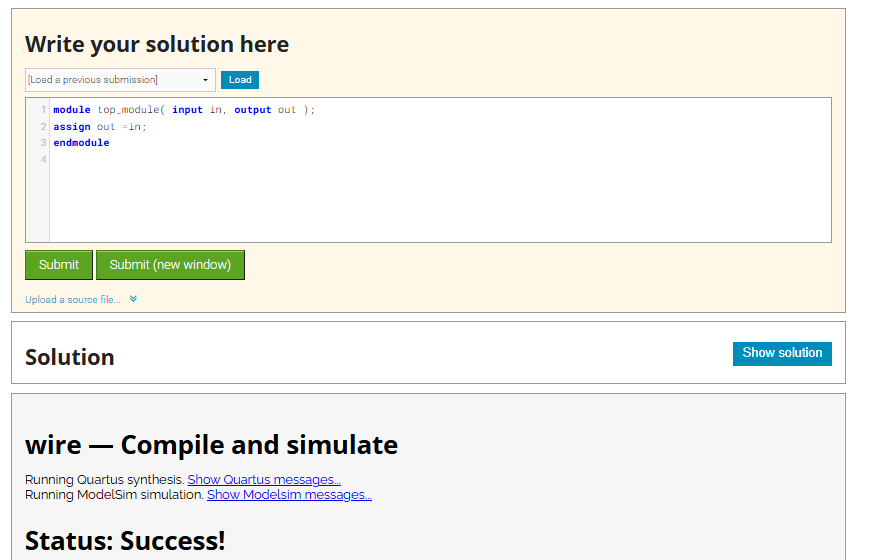 Write your solution here
[Load a previous submission] Load
1 module top_module( input in, output out );
2 assign out =in;
3 endmodule
4
Submit Submit (new window)
Upload a source file...
Solution Show solution
wire — Compile and simulate
Running Quartus synthesis. Show Quartus messages...
Running ModelSim simulation. Show Modelsim messages...
Status: Success!